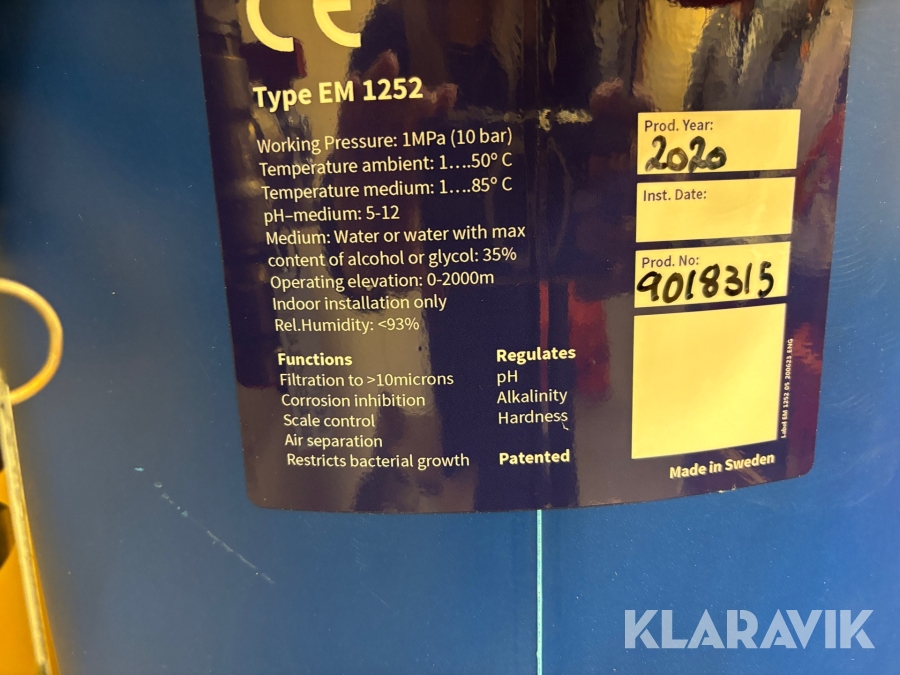 CE
Type EM 1252
Working Pressure: 1MPa (10 bar)
Temperature ambient: 1....50° C
Temperature medium: 1....85° C
pH–medium: 5-12
Medium: Water or water with max
content of alcohol or glycol: 35%
Operating elevation: 0-2000m
Indoor installation only
Rel.Humidity: <93%
Functions
Filtration to >10microns
Corrosion inhibition
Scale control
Air separation
Restricts bacterial growth
Regulates
pH
Alkalinity
Hardness
Patented
Prod. Year:
2020
Inst. Date:
Prod. No:
9018315
Label EM 1252_05_200621_ENG
Made in Sweden
KLARAVIK